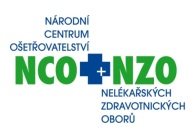 NÁRODNÍ
CENTRUM
OŠETŘOVATELSTVÍ
NCO NZO
NELÉKAŘSKÝCH
ZDRAVOTNICKÝCH
OBORŮ